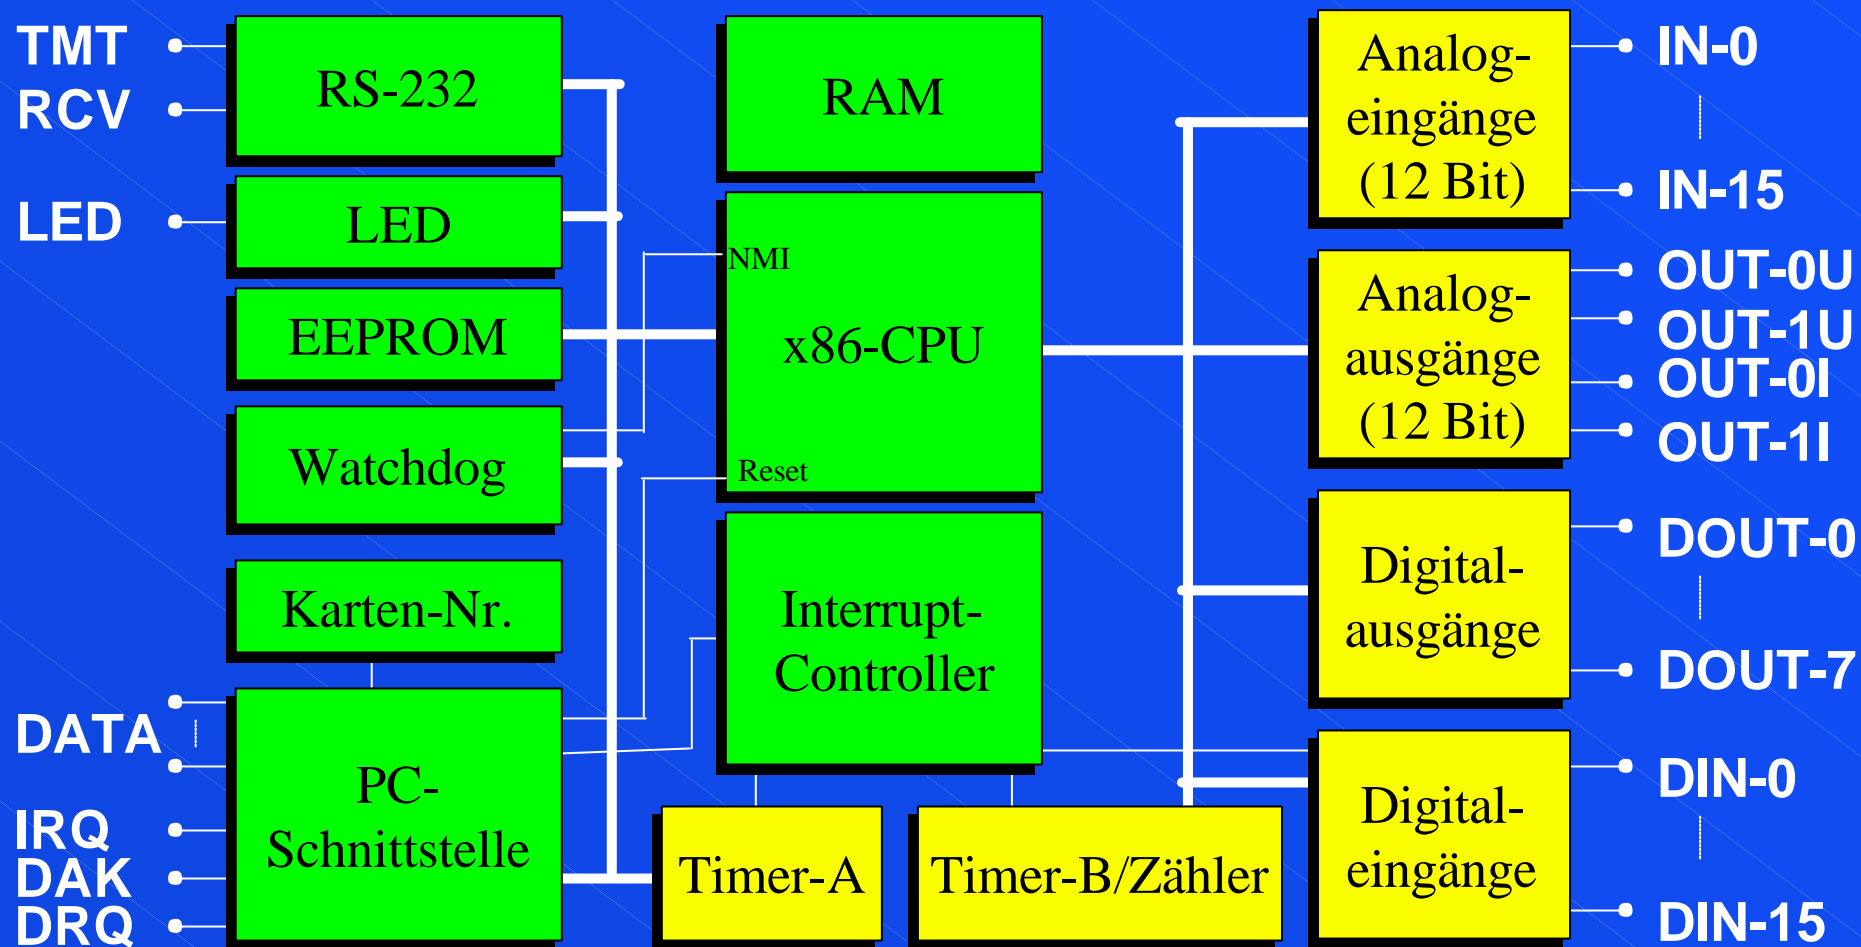 TMT
RCV
LED
DATA
IRQ
DAK
DRQ
RS-232
LED
EEPROM
Watchdog
Karten-Nr.
PC-
Schnittstelle
RAM
NMI
x86-CPU
Reset
Interrupt-
Controller
Timer-A
Timer-B/Zähler
Analog-
eingänge
(12 Bit)
Analog-
ausgänge
(12 Bit)
Digital-
ausgänge
Digital-
eingänge
IN-0
IN-15
OUT-0U
OUT-1U
OUT-0I
OUT-1I
DOUT-0
DOUT-7
DIN-0
DIN-15